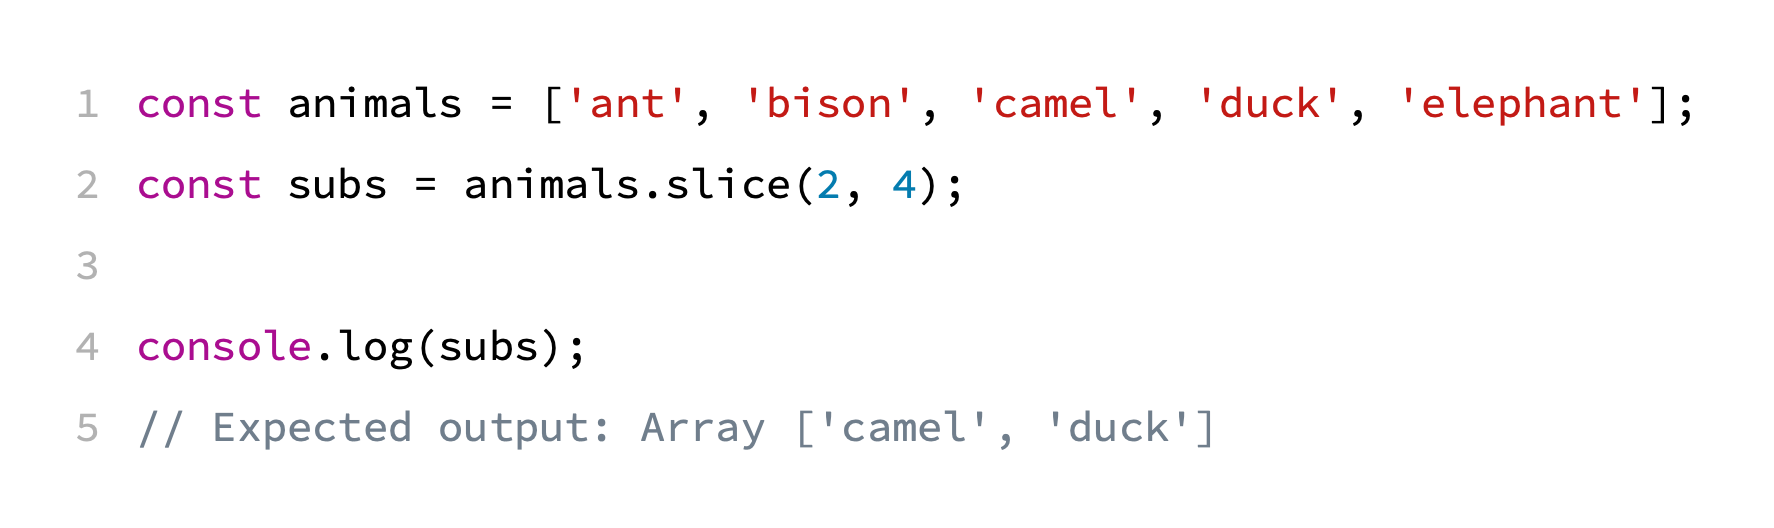 1 const animals = ['ant', 'bison', 'camel', 'duck', 'elephant'];
2 const subs = animals.slice(2, 4);
3
4 console.log(subs);
5 // Expected output: Array ['camel', 'duck']